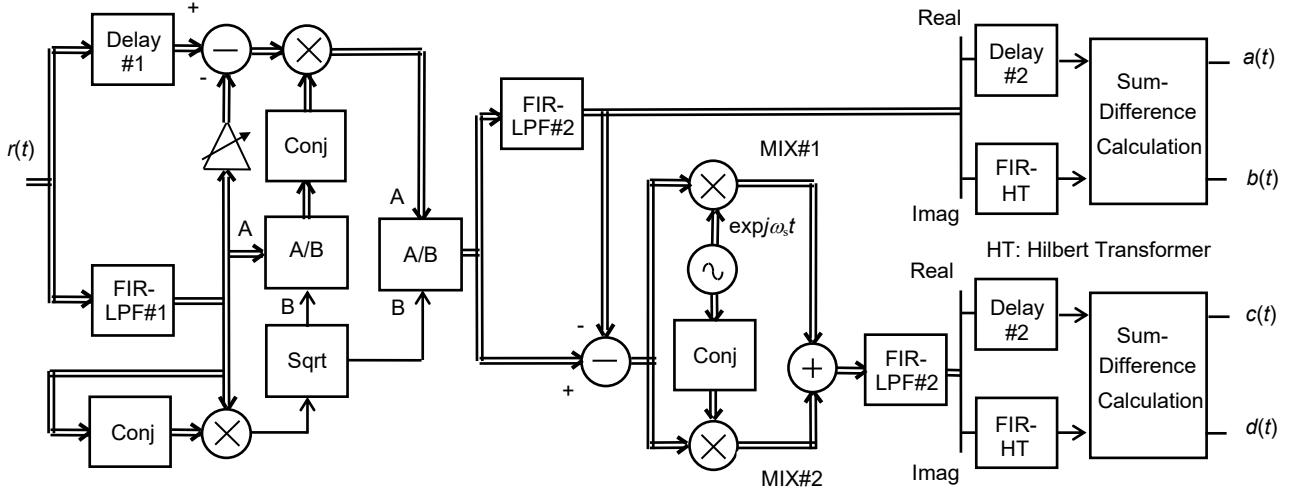 +
Delay
#1
−
×
-
r(t)
Conj
A
A/B
B
FIR-
LPF#1
Sqrt
Conj
×
A
A/B
B
FIR-
LPF#2
MIX#1
×
expjωₛt
-
−
+
Conj
+
×
MIX#2
FIR-
LPF#2
Real
Delay
#2
Sum-
Difference
Calculation
a(t)
FIR-
HT
b(t)
Imag
HT: Hilbert Transformer
Real
Delay
#2
Sum-
Difference
Calculation
c(t)
FIR-
HT
d(t)
Imag